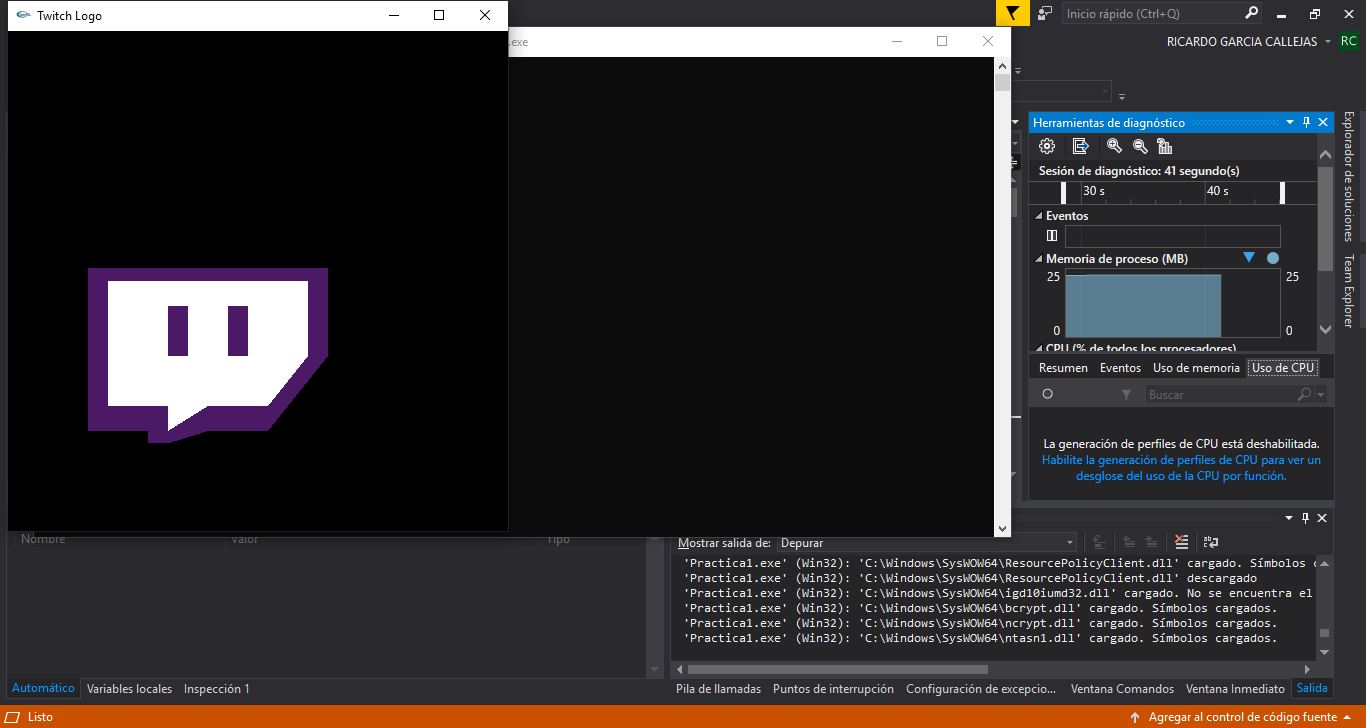 Twitch Logo
.exe
Inicio rápido (Ctrl+Q)
RICARDO GARCIA CALLEJAS
RC
Herramientas de diagnóstico
Sesión de diagnóstico: 41 segundo(s)
30 s
40 s
Eventos
Memoria de proceso (MB)
25
25
0
0
CPU (% de todos los procesadores)
Resumen
Eventos
Uso de memoria
Uso de CPU
Buscar
La generación de perfiles de CPU está deshabilitada.
Habilite la generación de perfiles de CPU para ver un
desglose del uso de la CPU por función.
Explorador de soluciones
Team Explorer
Nombre
Valor
Tipo
Mostrar salida de:
Depurar
'Practica1.exe' (Win32): 'C:\Windows\SysWOW64\ResourcePolicyClient.dll' cargado. Símbolos
'Practica1.exe' (Win32): 'C:\Windows\SysWOW64\ResourcePolicyClient.dll' descargado
'Practica1.exe' (Win32): 'C:\Windows\SysWOW64\igd10iumd32.dll' cargado. No se encuentra el
'Practica1.exe' (Win32): 'C:\Windows\SysWOW64\bcrypt.dll' cargado. Símbolos cargados.
'Practica1.exe' (Win32): 'C:\Windows\SysWOW64\ncrypt.dll' cargado. Símbolos cargados.
'Practica1.exe' (Win32): 'C:\Windows\SysWOW64\ntasn1.dll' cargado. Símbolos cargados.
Automático
Variables locales
Inspección 1
Pila de llamadas
Puntos de interrupción
Configuración de excepcio...
Ventana Comandos
Ventana Inmediato
Salida
Listo
Agregar al control de código fuente